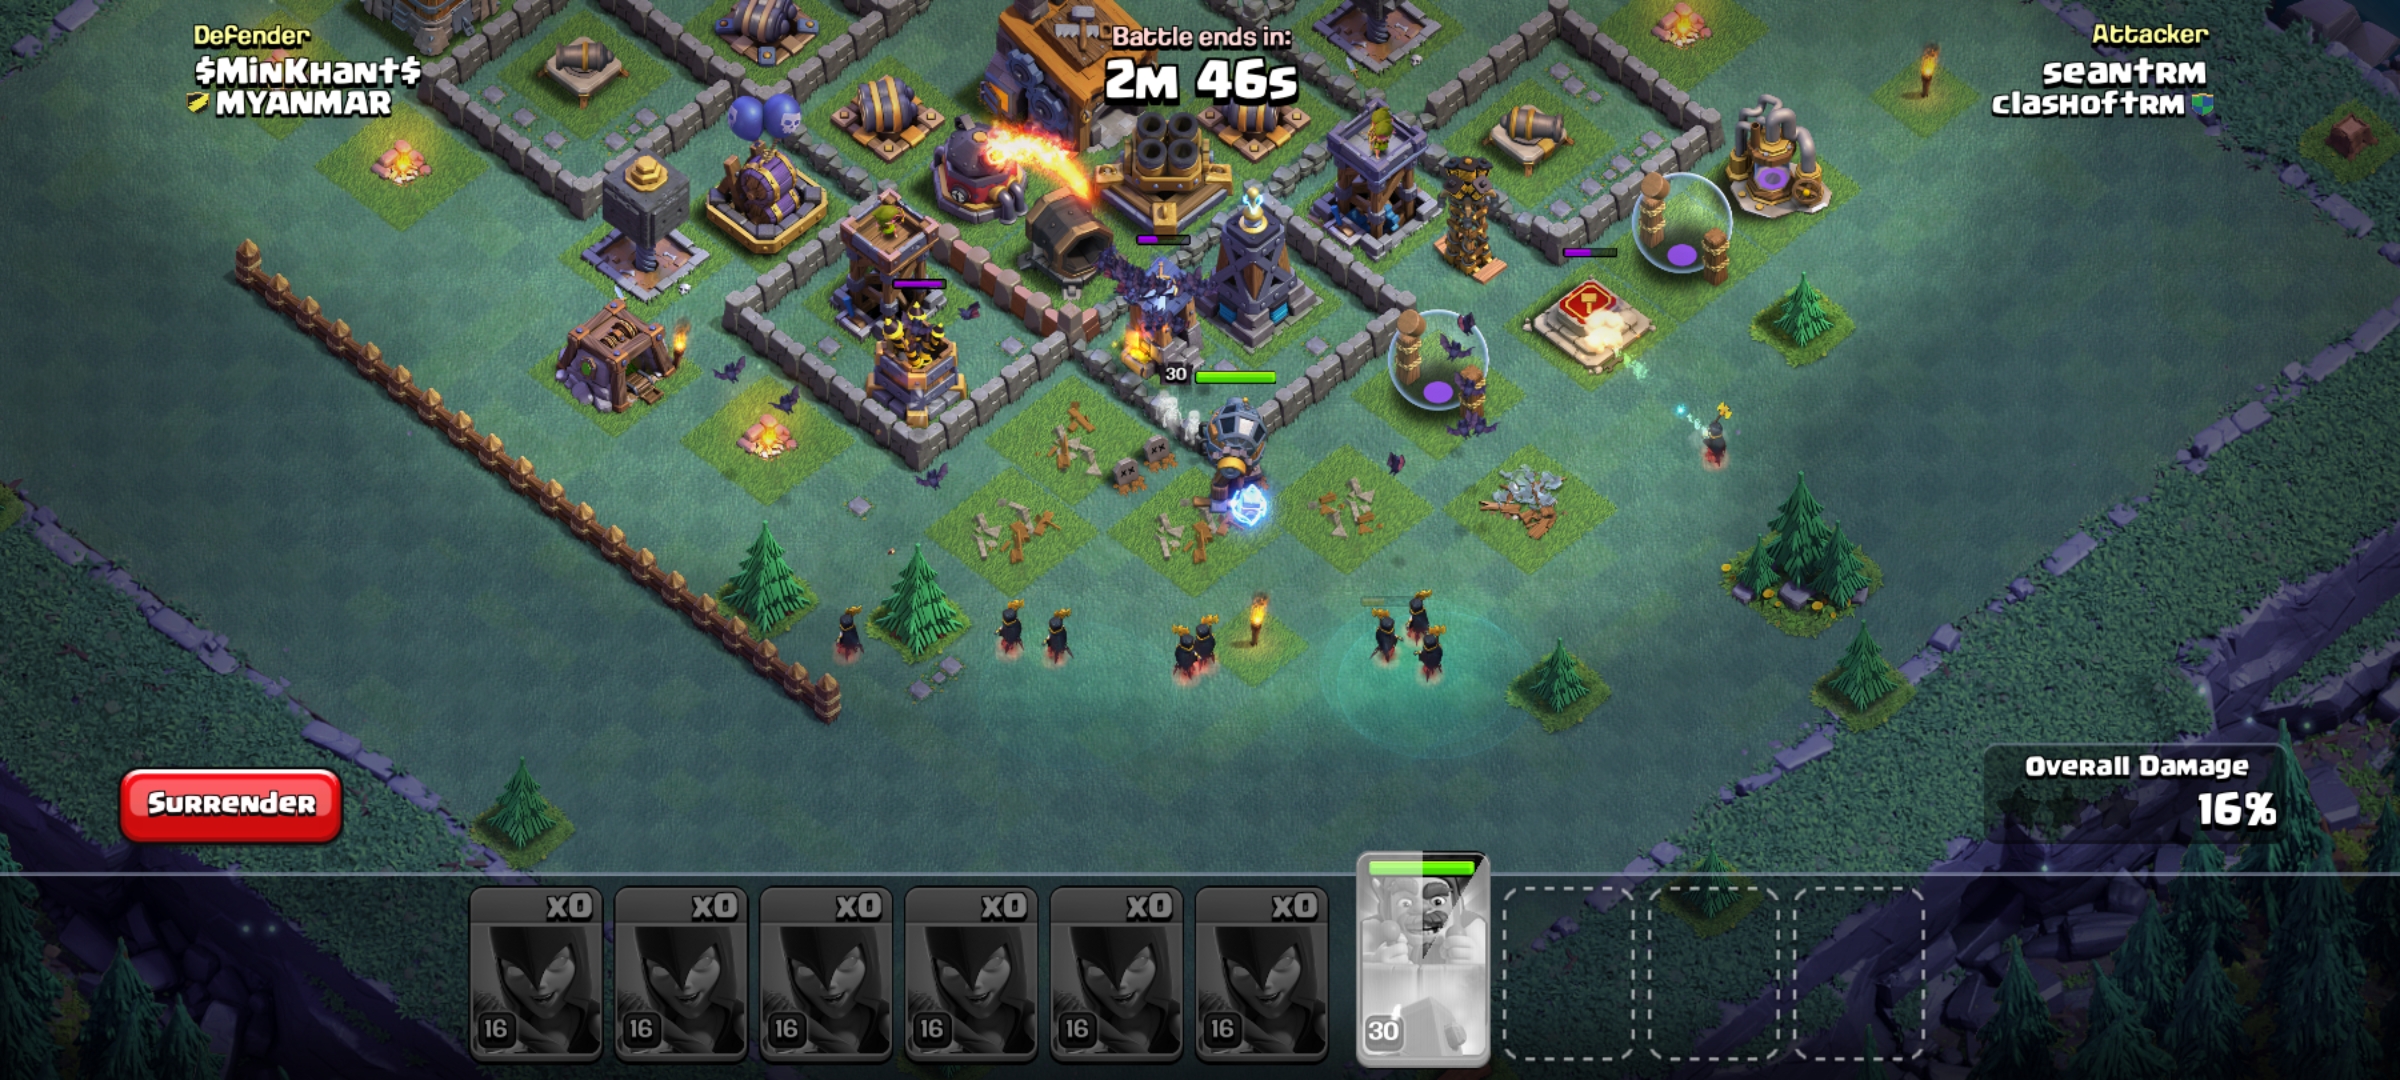 Defender
$MinKhant$
MYANMAR
Battle ends in:
2M 46s
Attacker
seantRM
clashoftRM
30
Surrender
Overall Damage
16%
x0
x0
x0
x0
x0
x0
16
16
16
16
16
16
30